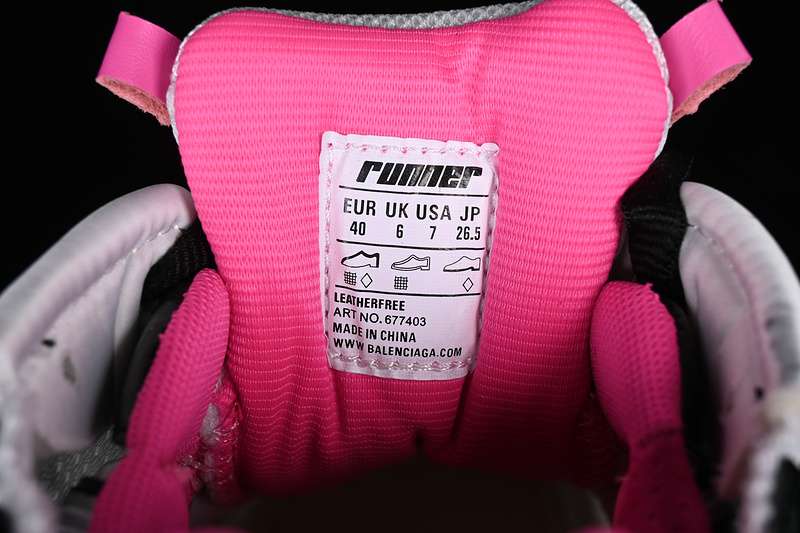 runner
EUR UK USA JP
40 6 7 26.5
LEATHERFREE
ART NO. 677403
MADE IN CHINA
WWW.BALENCIAGA.COM